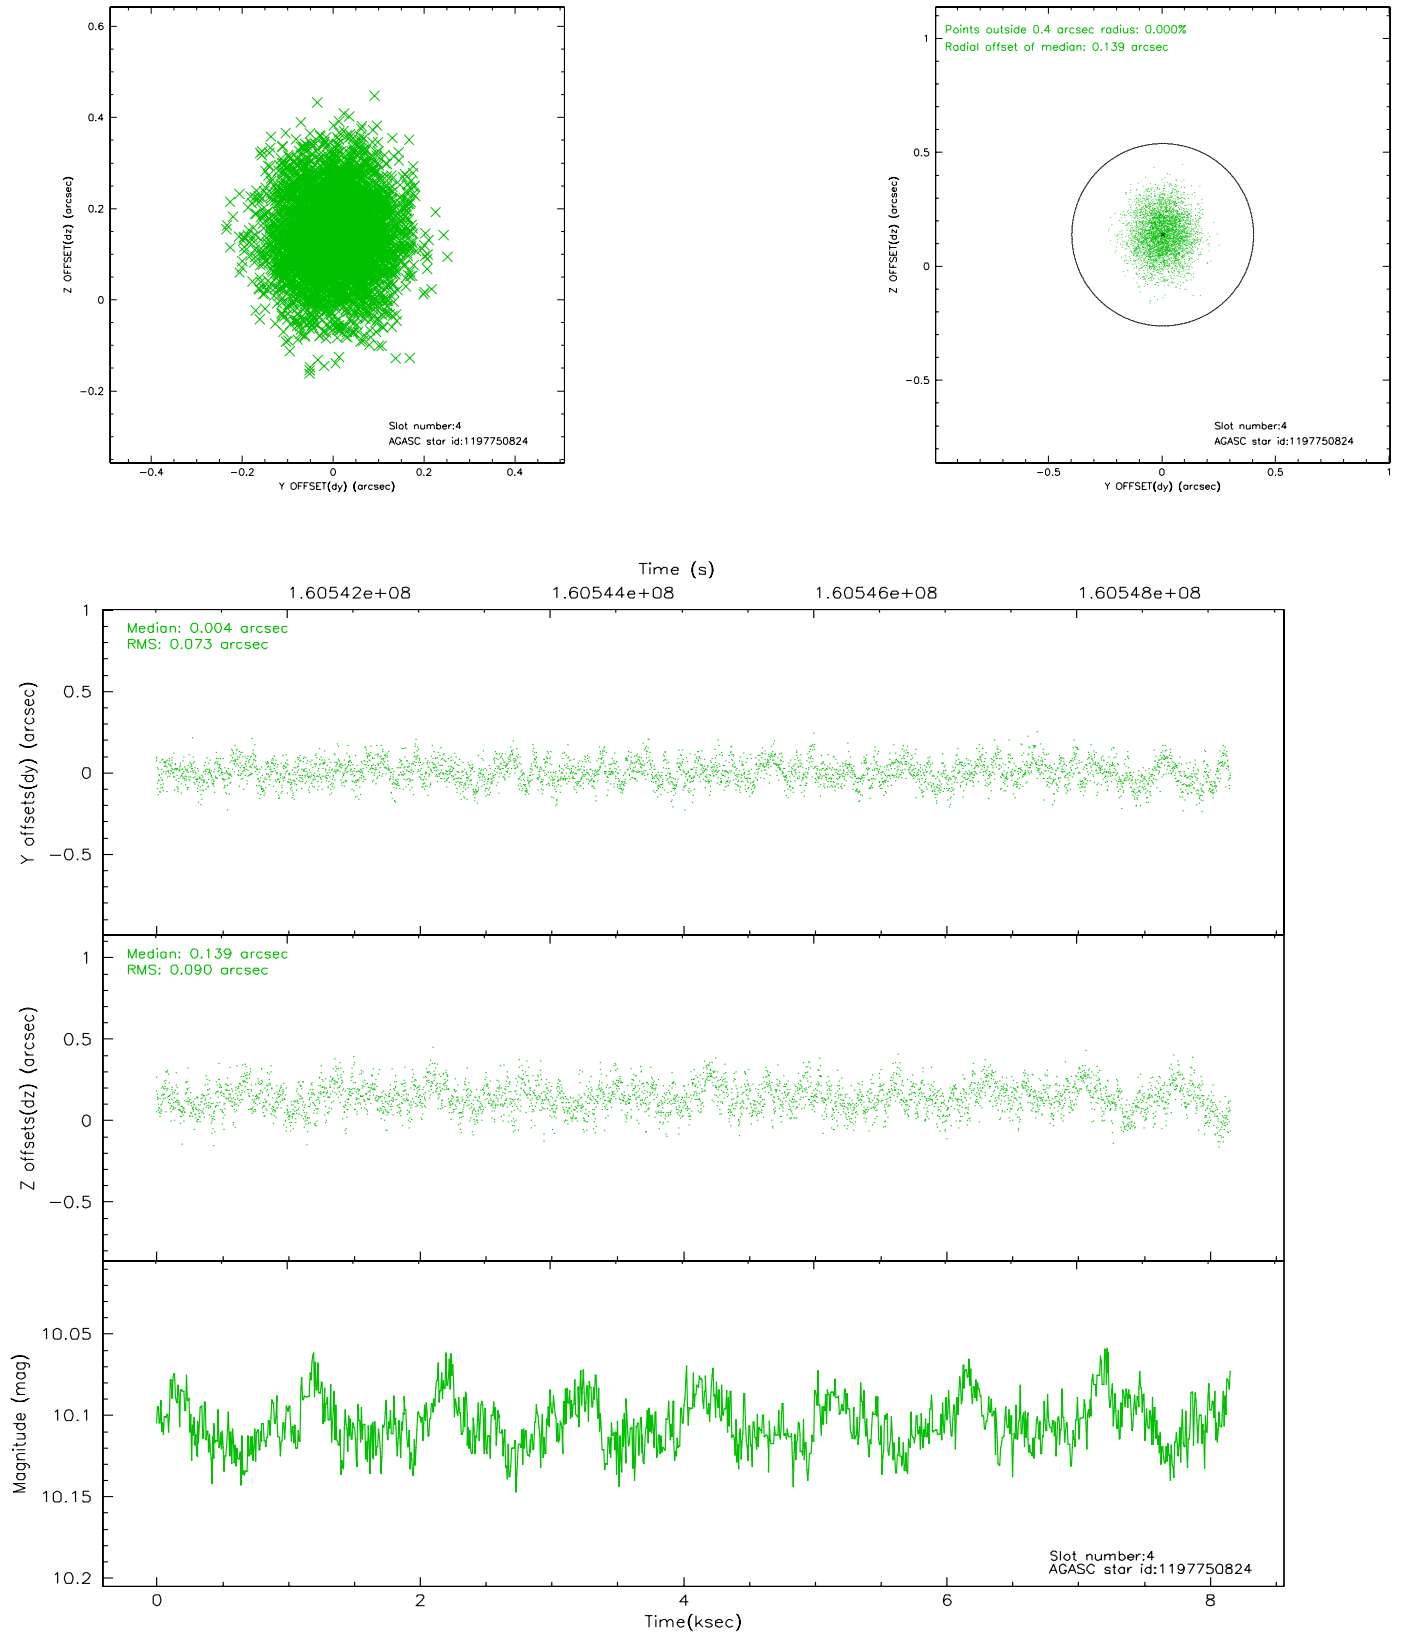 0.6
0.4
0.2
0
−0.2
Z OFFSET(dz) (arcsec)
−0.4 −0.2 0 0.2 0.4
Y OFFSET(dy) (arcsec)
Slot number:4
AGASC star id:1197750824
Points outside 0.4 arcsec radius: 0.000%
Radial offset of median: 0.139 arcsec
1
0.5
0
−0.5
Z OFFSET(dz) (arcsec)
−0.5 0 0.5 1
Y OFFSET(dy) (arcsec)
Slot number:4
AGASC star id:1197750824
Time (s)
1.60542e+08 1.60544e+08 1.60546e+08 1.60548e+08
Median: 0.004 arcsec
RMS: 0.073 arcsec
1
0.5
0
−0.5
Y offsets(dy) (arcsec)
Median: 0.139 arcsec
RMS: 0.090 arcsec
1
0.5
0
−0.5
Z offsets(dz) (arcsec)
10.05
10.1
10.15
10.2
Magnitude (mag)
Slot number:4
AGASC star id:1197750824
0 2 4 6 8
Time(ksec)